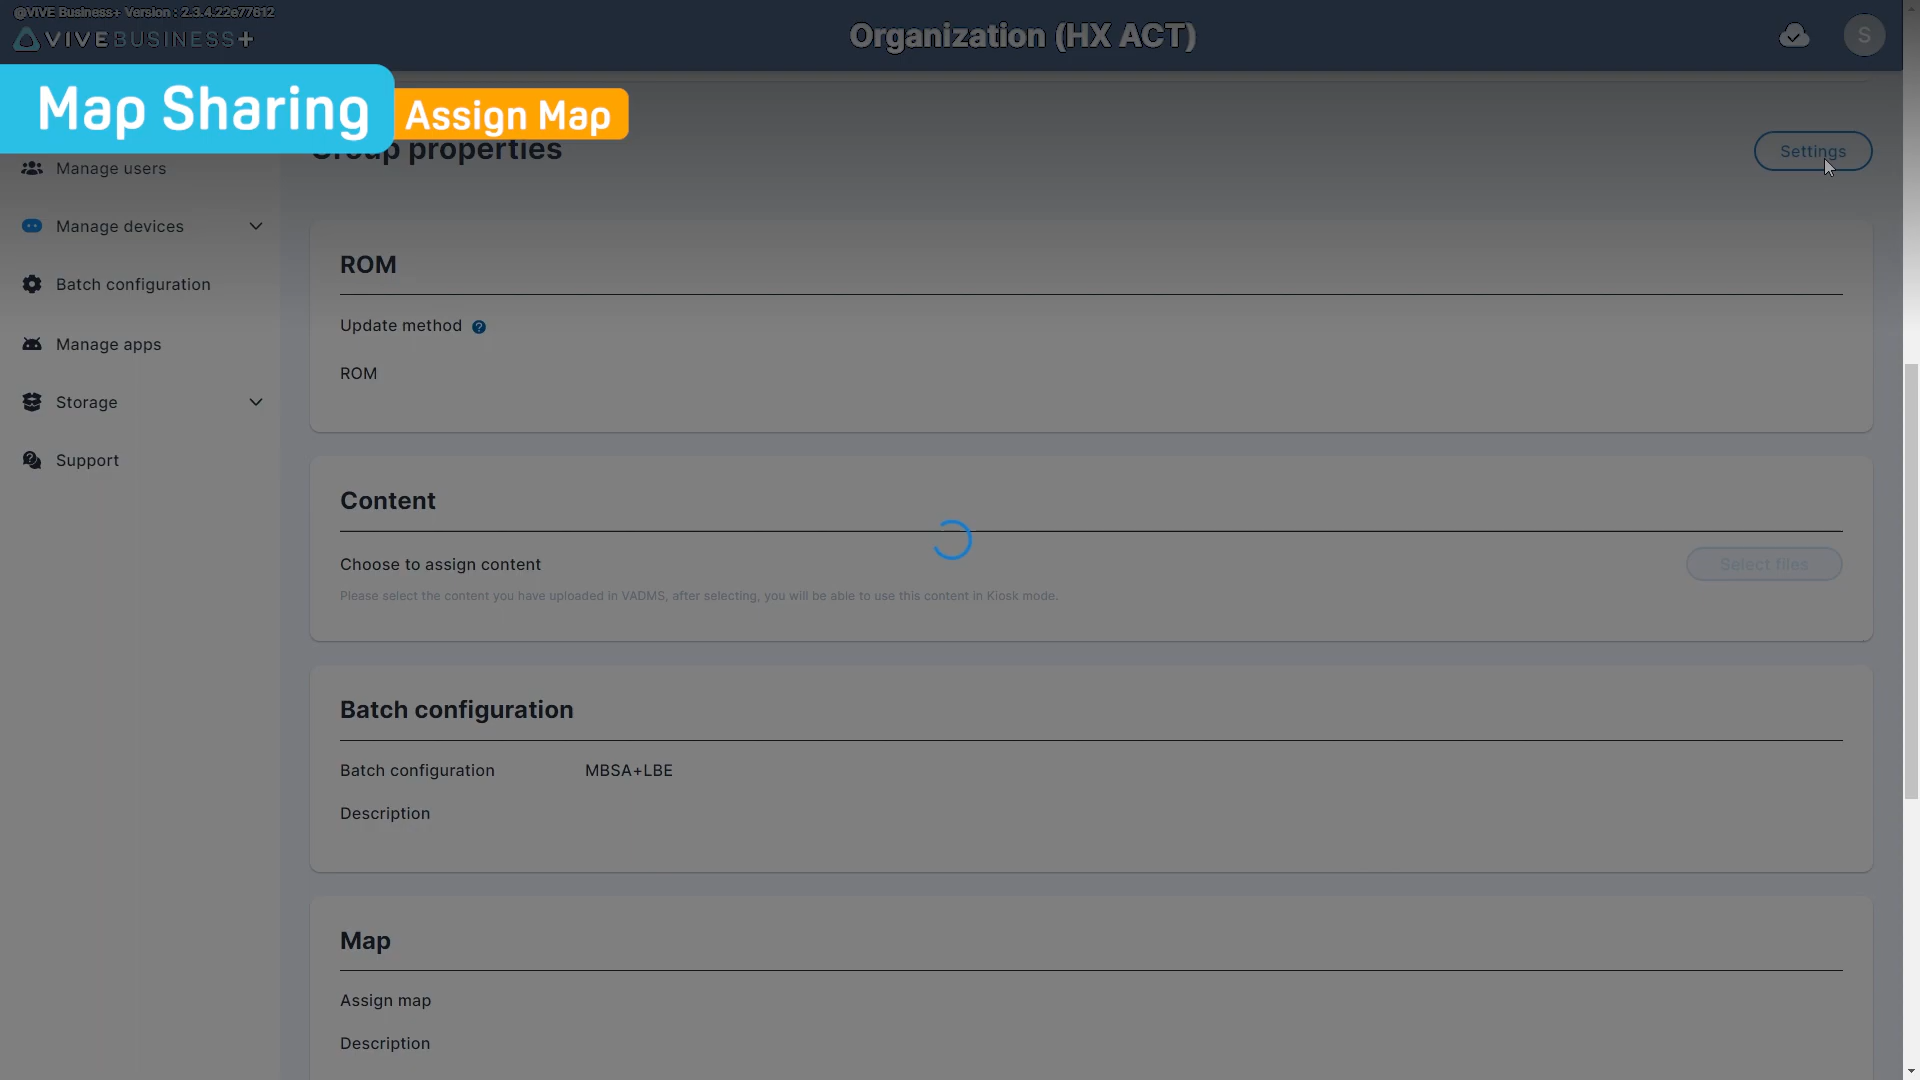 @VIVE Business+ Version : 2.3.4.22e77612
VIVEBUSINESS+
Organization (HX ACT)
S
Map Sharing
Assign Map
Group properties
Settings
Manage users
Manage devices
Batch configuration
Manage apps
Storage
Support
ROM
Update method
?
ROM
Content
Choose to assign content
Select files
Please select the content you have uploaded in VADMS, after selecting, you will be able to use this content in Kiosk mode.
Batch configuration
Batch configuration MBSA+LBE
Description
Map
Assign map
Description